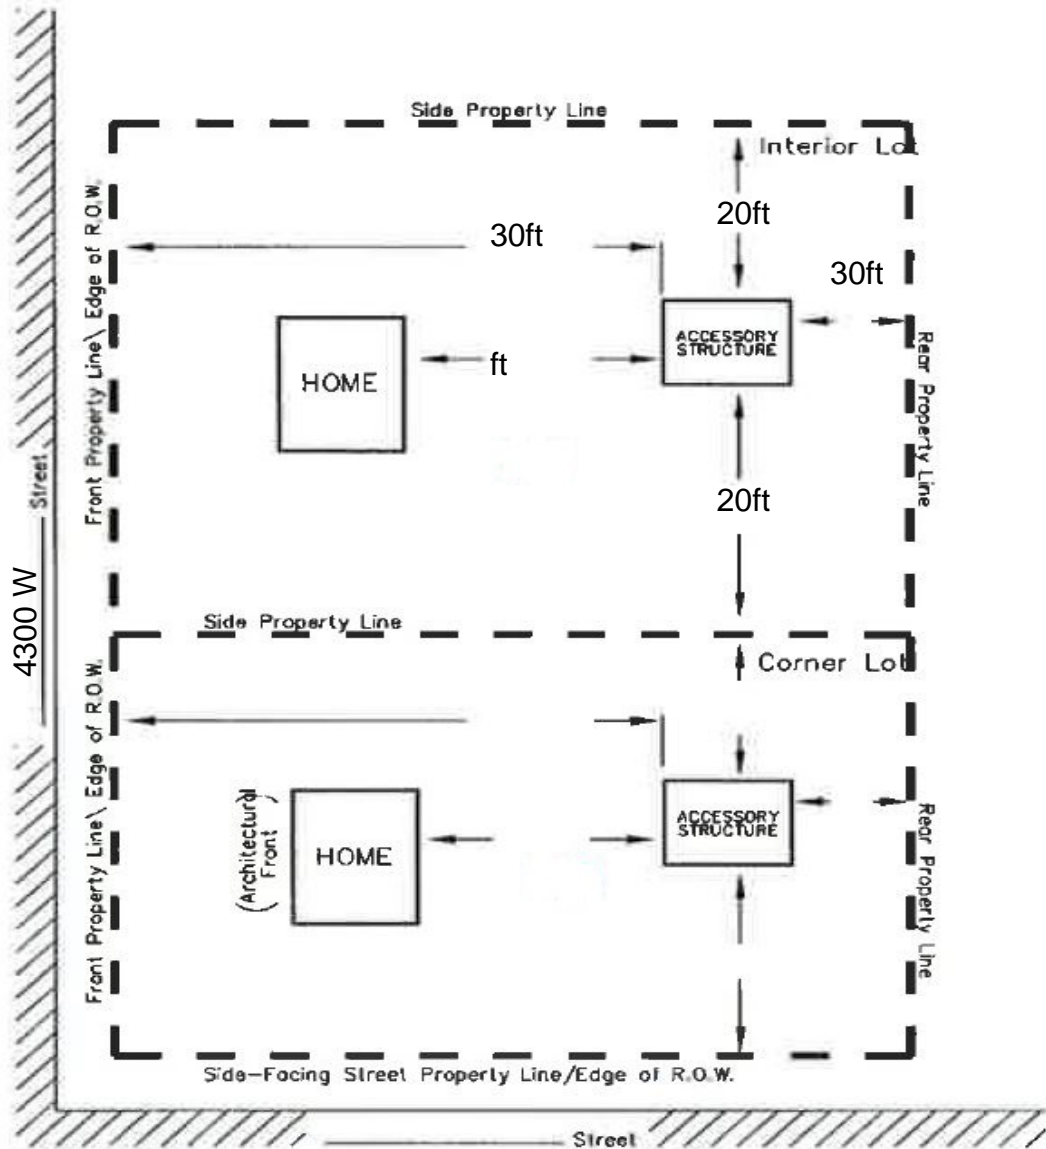 Side Property Line
Interior Lot
Front Property Line\ Edge of R.O.W.
30ft
20ft
30ft
ACCESSORY
STRUCTURE
HOME
ft
Rear Property Line
20ft
Street
4300 W
Side Property Line
Corner Lot
Front Property Line\ Edge of R.O.W.
(Architectural
Front)
HOME
ACCESSORY
STRUCTURE
Rear Property Line
Side-Facing Street Property Line/Edge of R.O.W.
Street